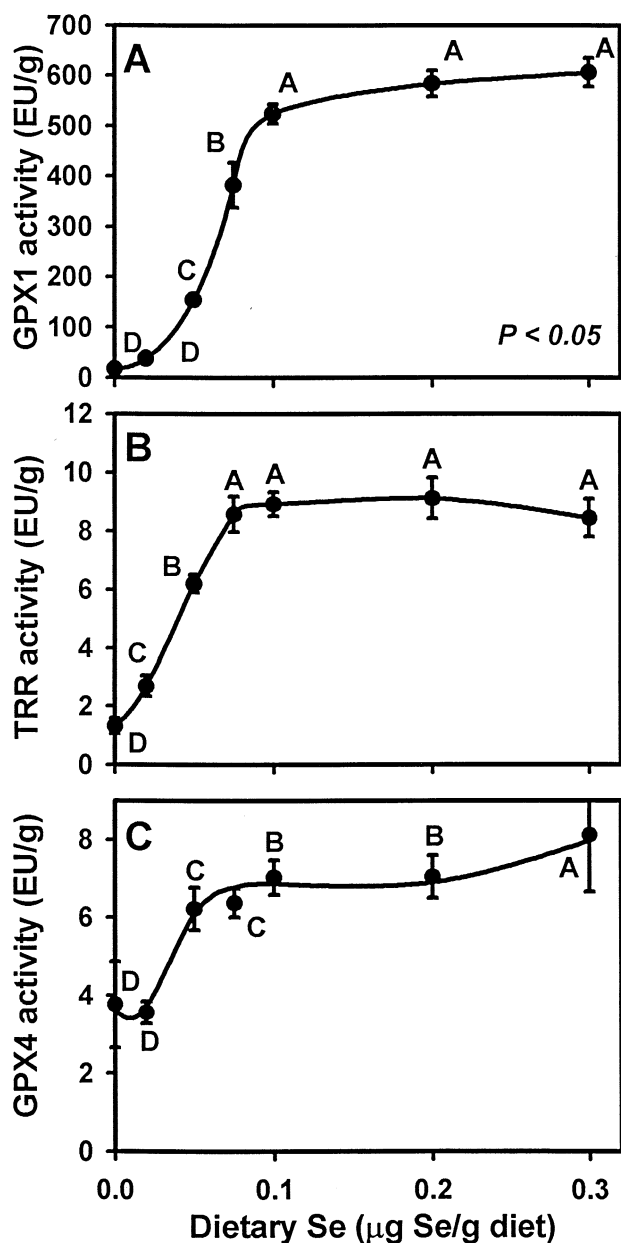 700
A
A
A
A
600
500
B
400
300
C
200
100
D
D
P < 0.05
0
GPX1 activity (EU/g)
12
B
A
A
A
A
10
8
B
6
4
C
2
D
0
TRR activity (EU/g)
C
8
B
B
A
C
C
6
D
4
D
2
0
GPX4 activity (EU/g)
0.0 0.1 0.2 0.3
Dietary Se (μg Se/g diet)